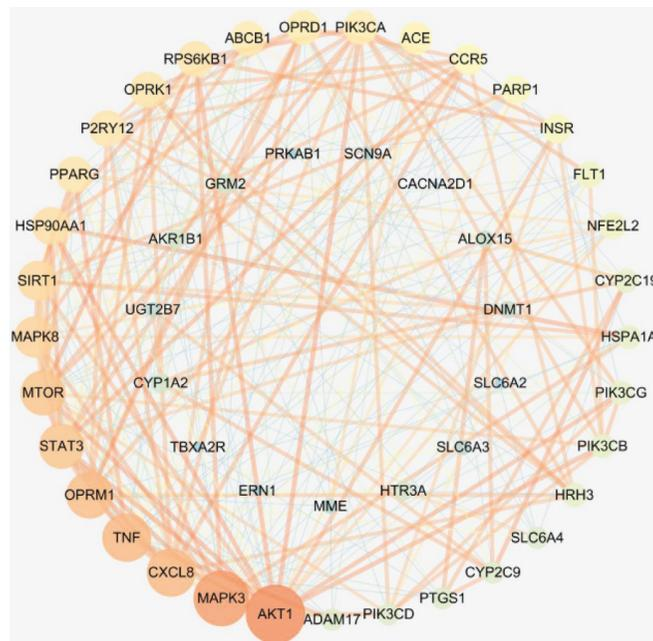 OPRD1
PIK3CA
ACE
ABCB1
CCR5
RPS6KB1
PARP1
OPRK1
INSR
P2RY12
PRKAB1
SCN9A
FLT1
PPARG
GRM2
CACNA2D1
HSP90AA1
NFE2L2
AKR1B1
ALOX15
SIRT1
CYP2C19
UGT2B7
DNMT1
MAPK8
HSPA1A
MTOR
CYP1A2
SLC6A2
PIK3CG
STAT3
TBXA2R
SLC6A3
PIK3CB
OPRM1
ERN1
MME
HTR3A
HRH3
TNF
SLC6A4
CXCL8
CYP2C9
MAPK3
AKT1
ADAM17
PIK3CD
PTGS1